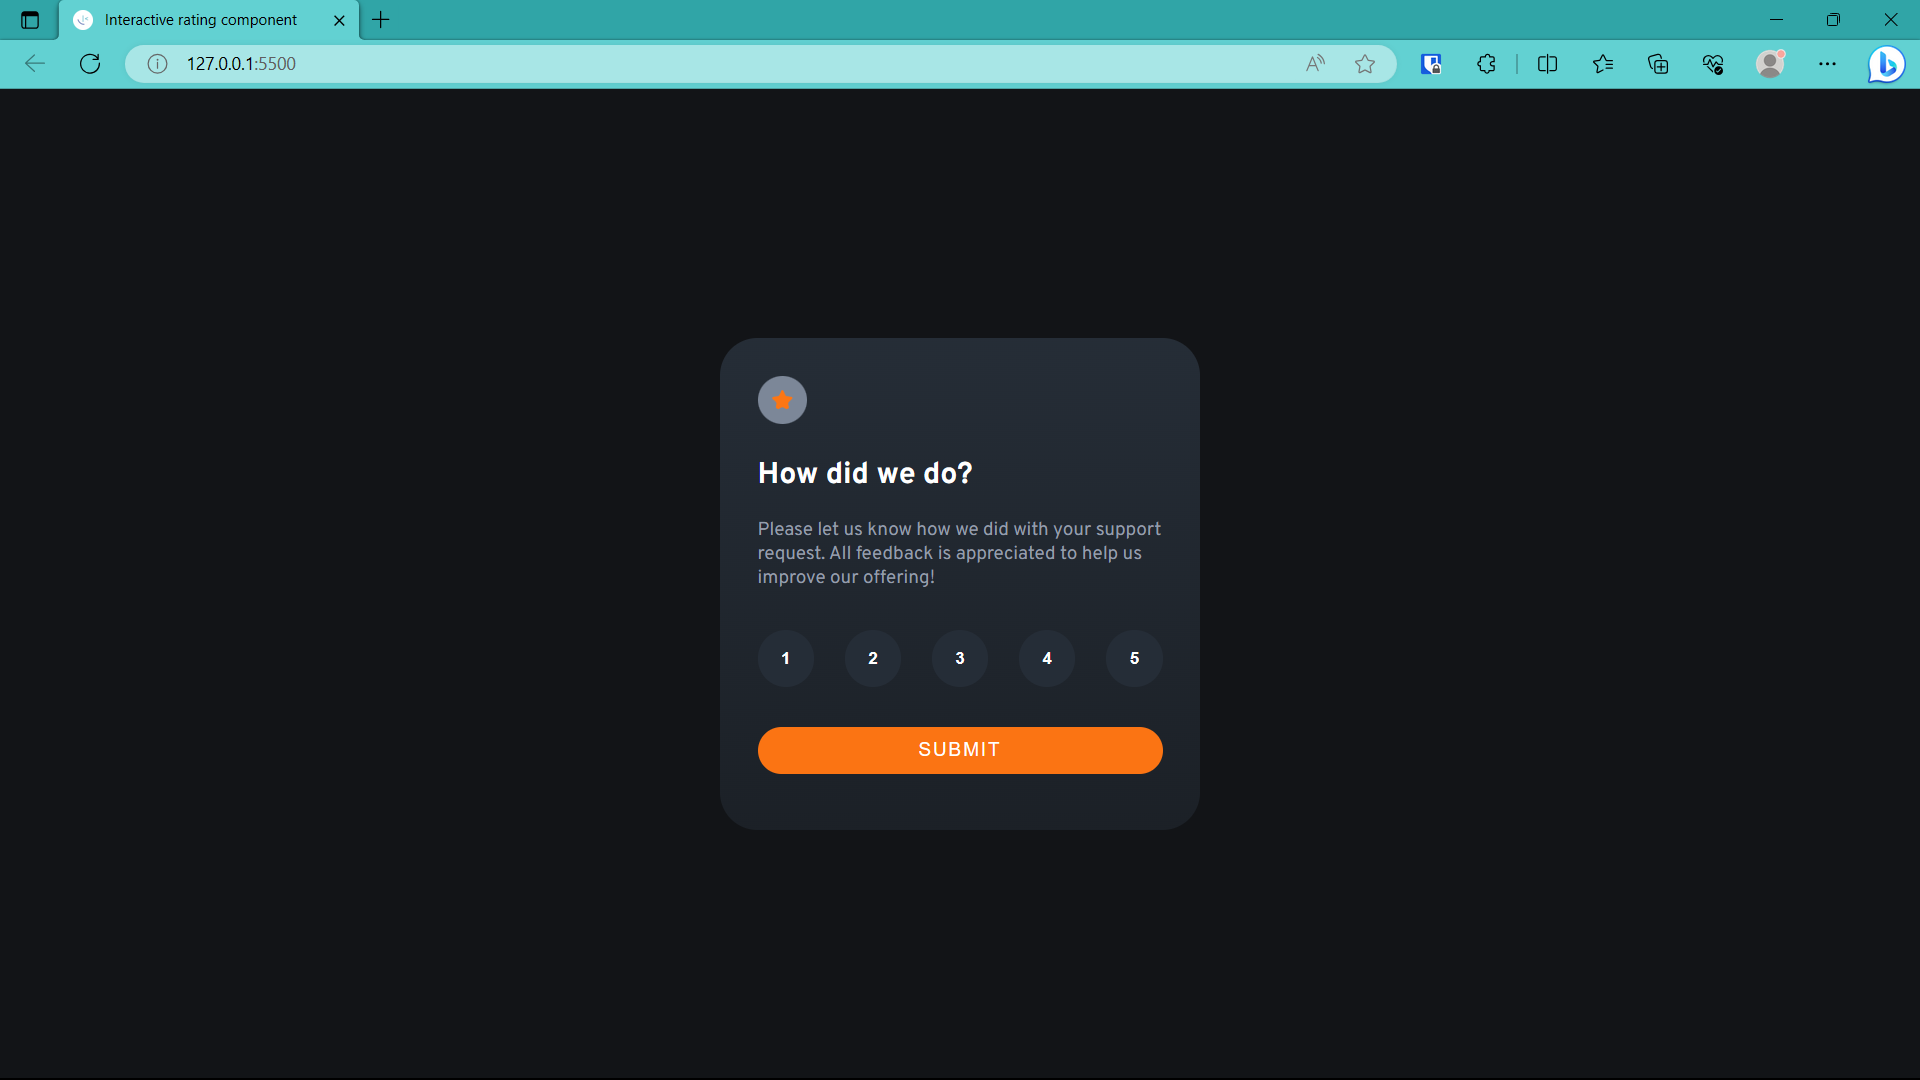 Interactive rating component
127.0.0.1:5500
How did we do?
Please let us know how we did with your support
request. All feedback is appreciated to help us
improve our offering!
1 2 3 4 5
SUBMIT